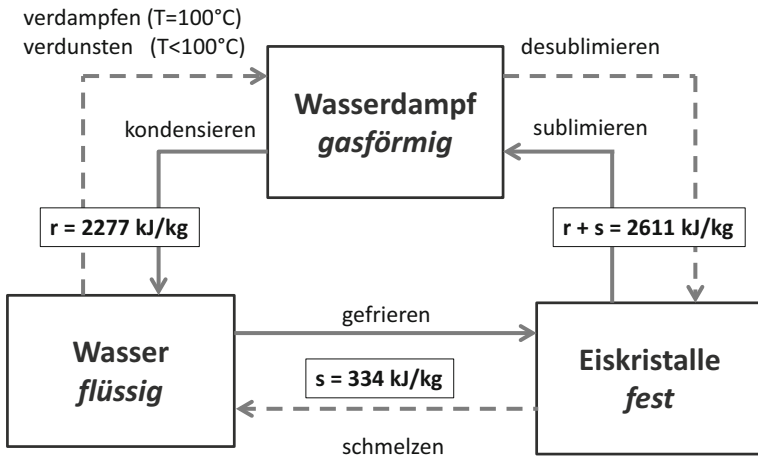 verdampfen (T=100°C)
verdunsten (T<100°C)
desublimieren
Wasserdampf
gasförmig
kondensieren
sublimieren
r = 2277 kJ/kg
r + s = 2611 kJ/kg
gefrieren
Wasser
flüssig
Eiskristalle
fest
s = 334 kJ/kg
schmelzen